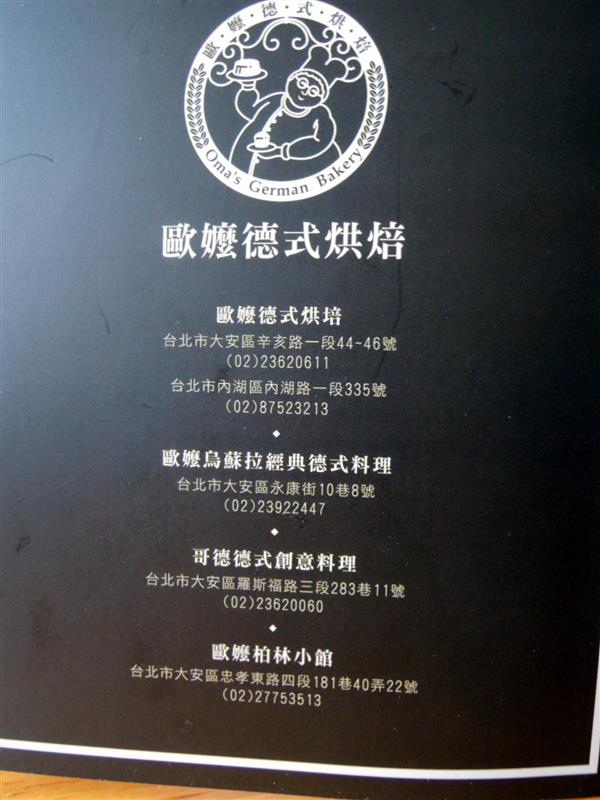 歐·嬤·德·式·烘·焙
Oma's German Bakery
歐嬤德式烘焙
歐嬤德式烘培
台北市大安區辛亥路一段44~46號
(02)23620611
台北市內湖區內湖路一段335號
(02)87523213
歐嬤烏蘇拉經典德式料理
台北市大安區永康街10巷8號
(02)23922447
哥德德式創意料理
台北市大安區羅斯福路三段283巷11號
(02)23620060
歐嬤柏林小館
台北市大安區忠孝東路四段181巷40弄22號
(02)27753513